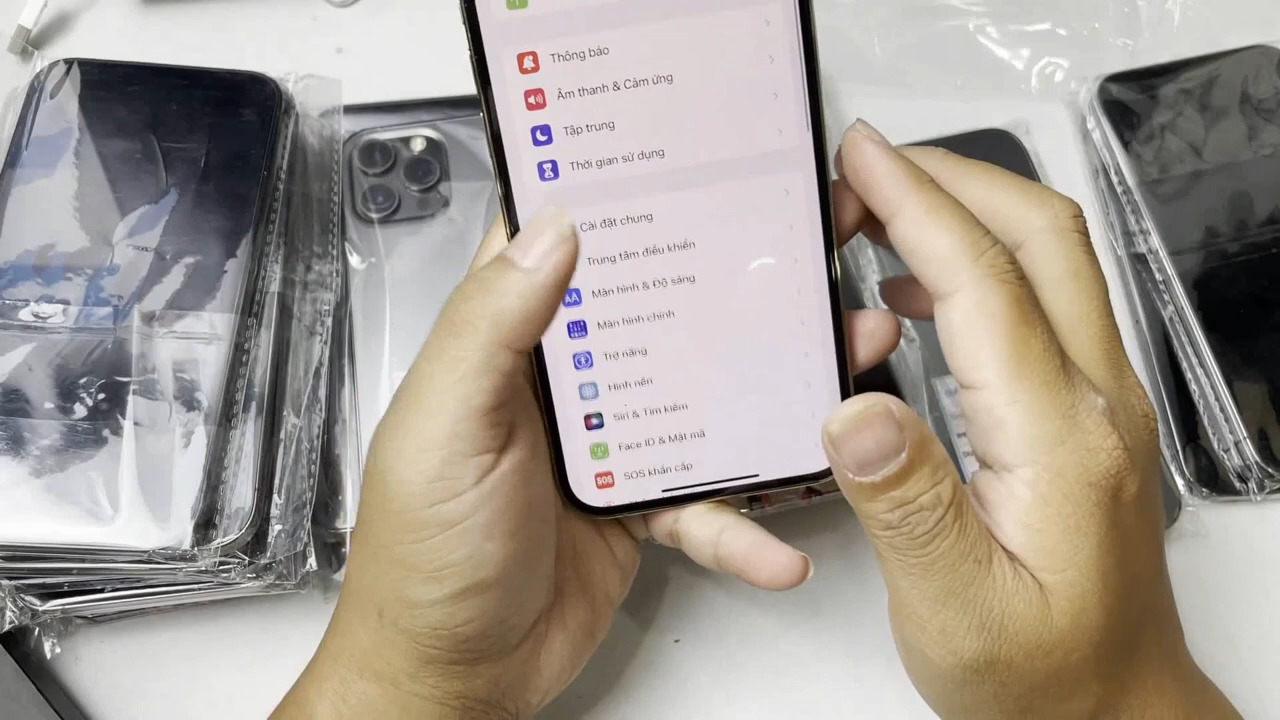 Thông báo
Âm thanh & Cảm ứng
Tập trung
Thời gian sử dụng
Cài đặt chung
Trung tâm điều khiển
AA Màn hình & Độ sáng
Màn hình chính
Trợ năng
Hình nền
Siri & Tìm kiếm
Face ID & Mật mã
SOS SOS khẩn cấp